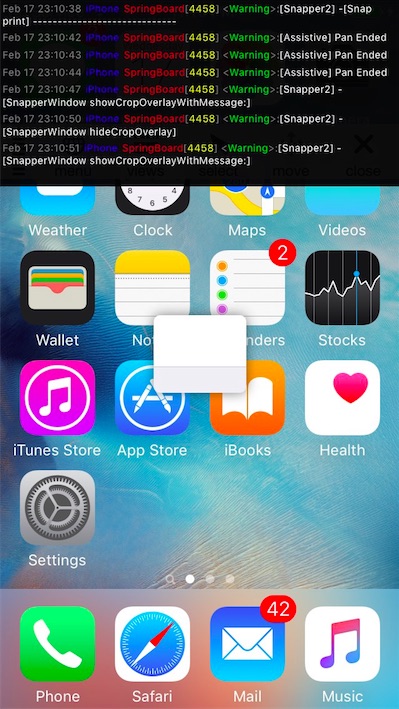 Feb 17 23:10:38 iPhone SpringBoard[4458] <Warning>:[Snapper2] -[Snap
print] ----------------------------
Feb 17 23:10:42 iPhone SpringBoard[4458] <Warning>:[Assistive] Pan Ended
Feb 17 23:10:43 iPhone SpringBoard[4458] <Warning>:[Assistive] Pan Ended
Feb 17 23:10:44 iPhone SpringBoard[4458] <Warning>:[Assistive] Pan Ended
Feb 17 23:10:47 iPhone SpringBoard[4458] <Warning>:[Snapper2] -
[SnapperWindow showCropOverlayWithMessage:]
Feb 17 23:10:50 iPhone SpringBoard[4458] <Warning>:[Snapper2] -
[SnapperWindow hideCropOverlay]
Feb 17 23:10:51 iPhone SpringBoard[4458] <Warning>:[Snapper2] -
[SnapperWindow showCropOverlayWithMessage:]
menu views select move close
Weather Clock Maps Videos
2
Wallet Stocks
iTunes Store App Store iBooks Health
Settings
42
Phone Safari Mail Music